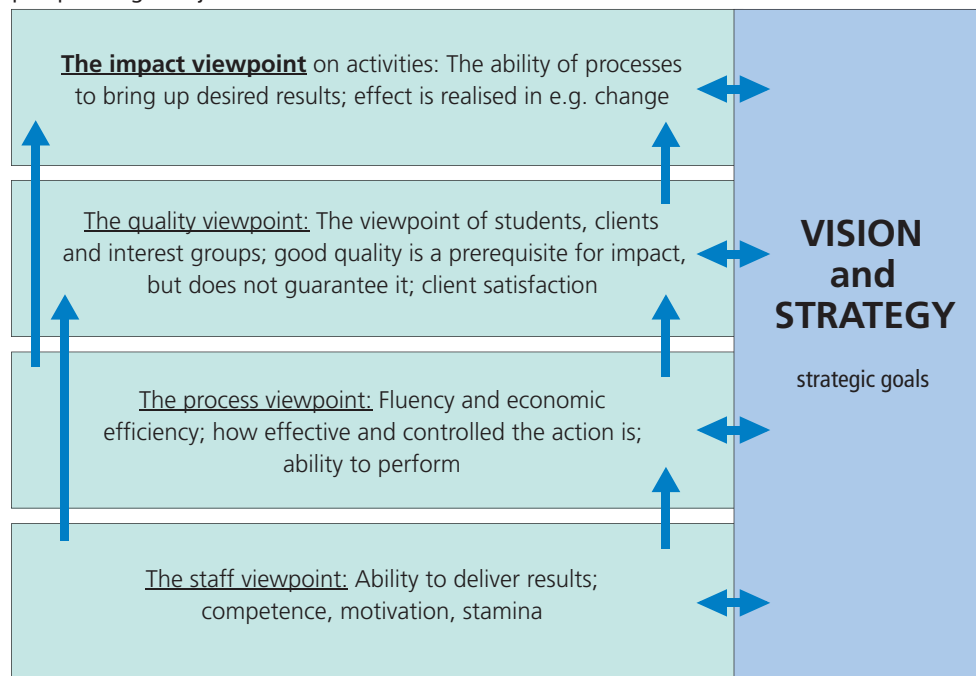 The impact viewpoint on activities: The ability of processes
to bring up desired results; effect is realised in e.g. change
The quality viewpoint: The viewpoint of students, clients
and interest groups; good quality is a prerequisite for impact,
but does not guarantee it; client satisfaction
The process viewpoint: Fluency and economic
efficiency; how effective and controlled the action is;
ability to perform
The staff viewpoint: Ability to deliver results;
competence, motivation, stamina
VISION
and
STRATEGY
strategic goals